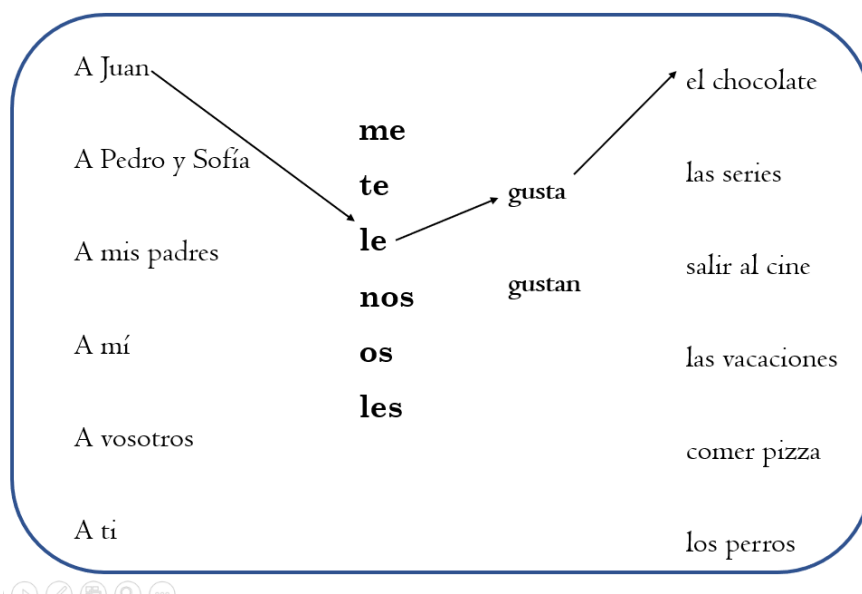 A Juan
A Pedro y Sofía
A mis padres
A mí
A vosotros
A ti
me
te
le
nos
os
les
gusta
gustan
el chocolate
las series
salir al cine
las vacaciones
comer pizza
los perros